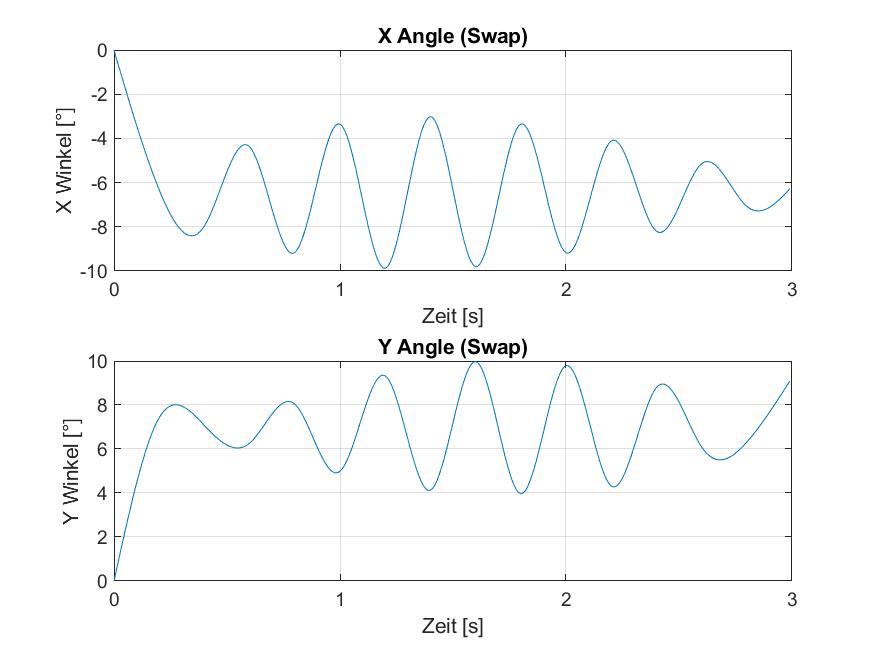 X Angle (Swap)
0
-2
-4
-6
-8
-10
X Winkel [°]
0 1 2 3
Zeit [s]
Y Angle (Swap)
10
8
6
4
2
0
Y Winkel [°]
0 1 2 3
Zeit [s]